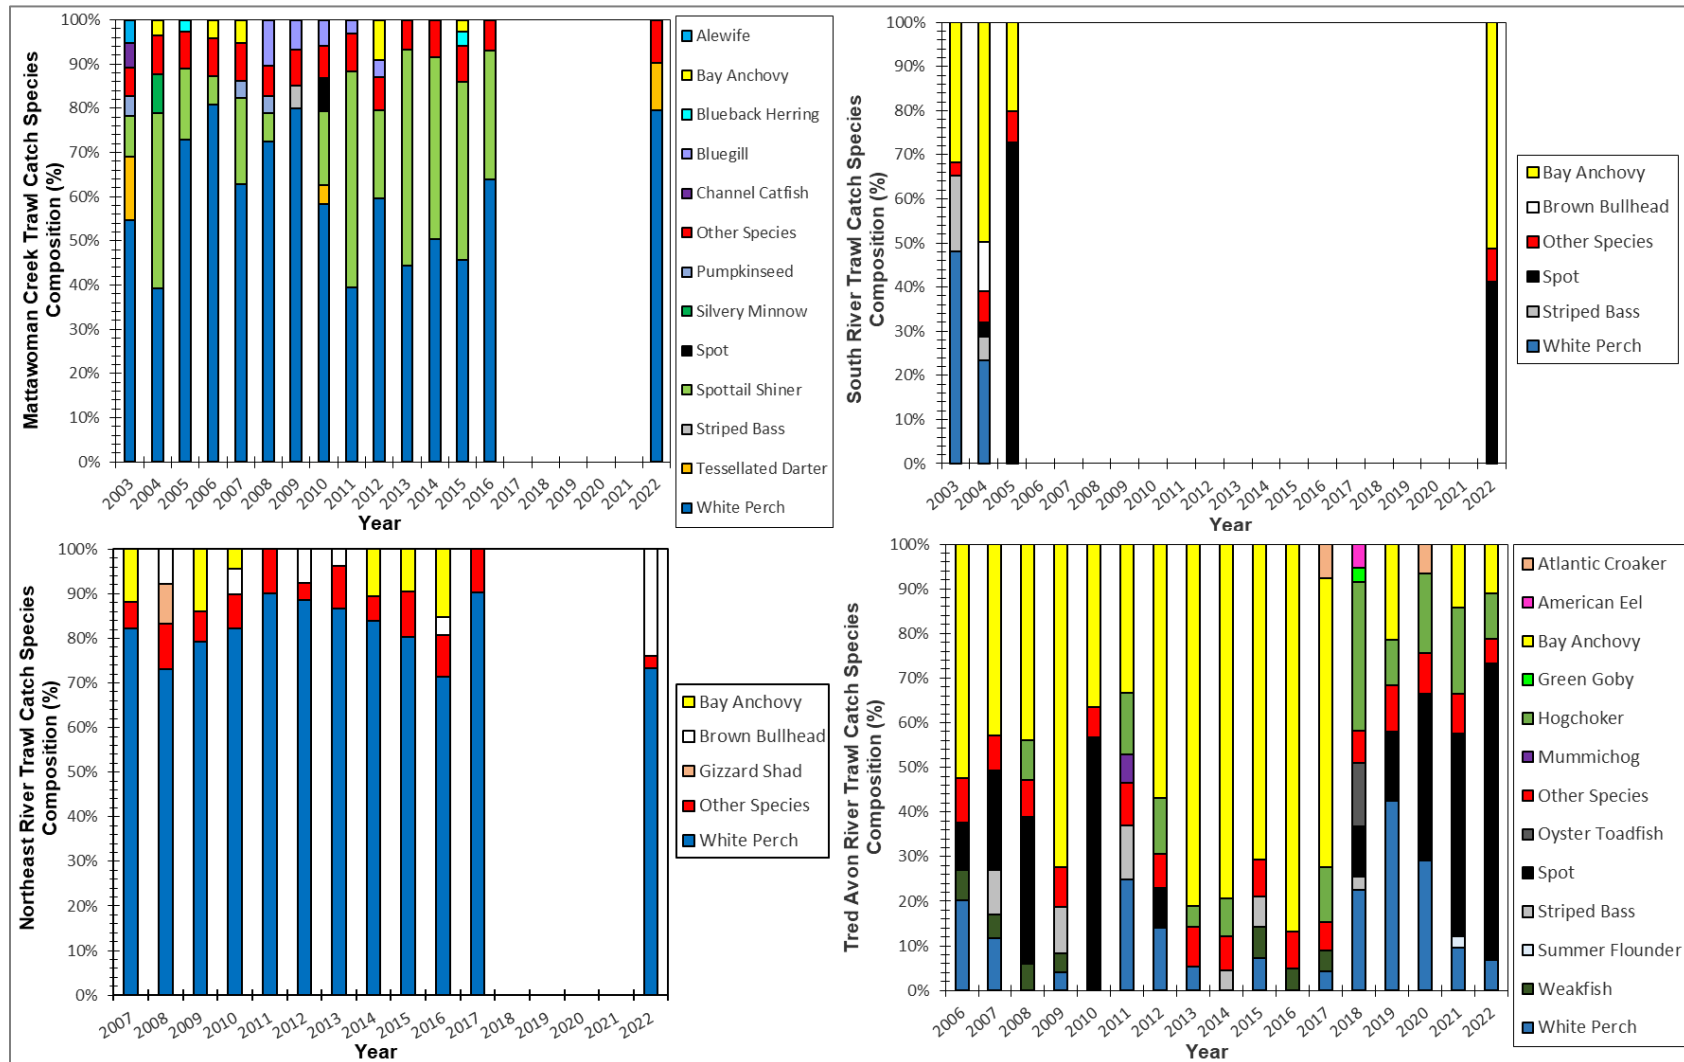 Mattawoman Creek Trawl Catch Species
Composition (%)
100%
90%
80%
70%
60%
50%
40%
30%
20%
10%
0%
2003
2004
2005
2006
2007
2008
2009
2010
2011
2012
2013
2014
2015
2016
2017
2018
2019
2020
2021
2022
Year
Alewife
Bay Anchovy
Blueback Herring
Bluegill
Channel Catfish
Other Species
Pumpkinseed
Silvery Minnow
Spot
Spottail Shiner
Striped Bass
Tessellated Darter
White Perch
South River Trawl Catch Species
Composition (%)
100%
90%
80%
70%
60%
50%
40%
30%
20%
10%
0%
2003
2004
2005
2006
2007
2008
2009
2010
2011
2012
2013
2014
2015
2016
2017
2018
2019
2020
2021
2022
Year
Bay Anchovy
Brown Bullhead
Other Species
Spot
Striped Bass
White Perch
Northeast River Trawl Catch Species
Composition (%)
100%
90%
80%
70%
60%
50%
40%
30%
20%
10%
0%
2007
2008
2009
2010
2011
2012
2013
2014
2015
2016
2017
2018
2019
2020
2021
2022
Year
Bay Anchovy
Brown Bullhead
Gizzard Shad
Other Species
White Perch
Tred Avon River Trawl Catch Species
Composition (%)
100%
90%
80%
70%
60%
50%
40%
30%
20%
10%
0%
2006
2007
2008
2009
2010
2011
2012
2013
2014
2015
2016
2017
2018
2019
2020
2021
2022
Year
Atlantic Croaker
American Eel
Bay Anchovy
Green Goby
Hogchoker
Mummichog
Other Species
Oyster Toadfish
Spot
Striped Bass
Summer Flounder
Weakfish
White Perch